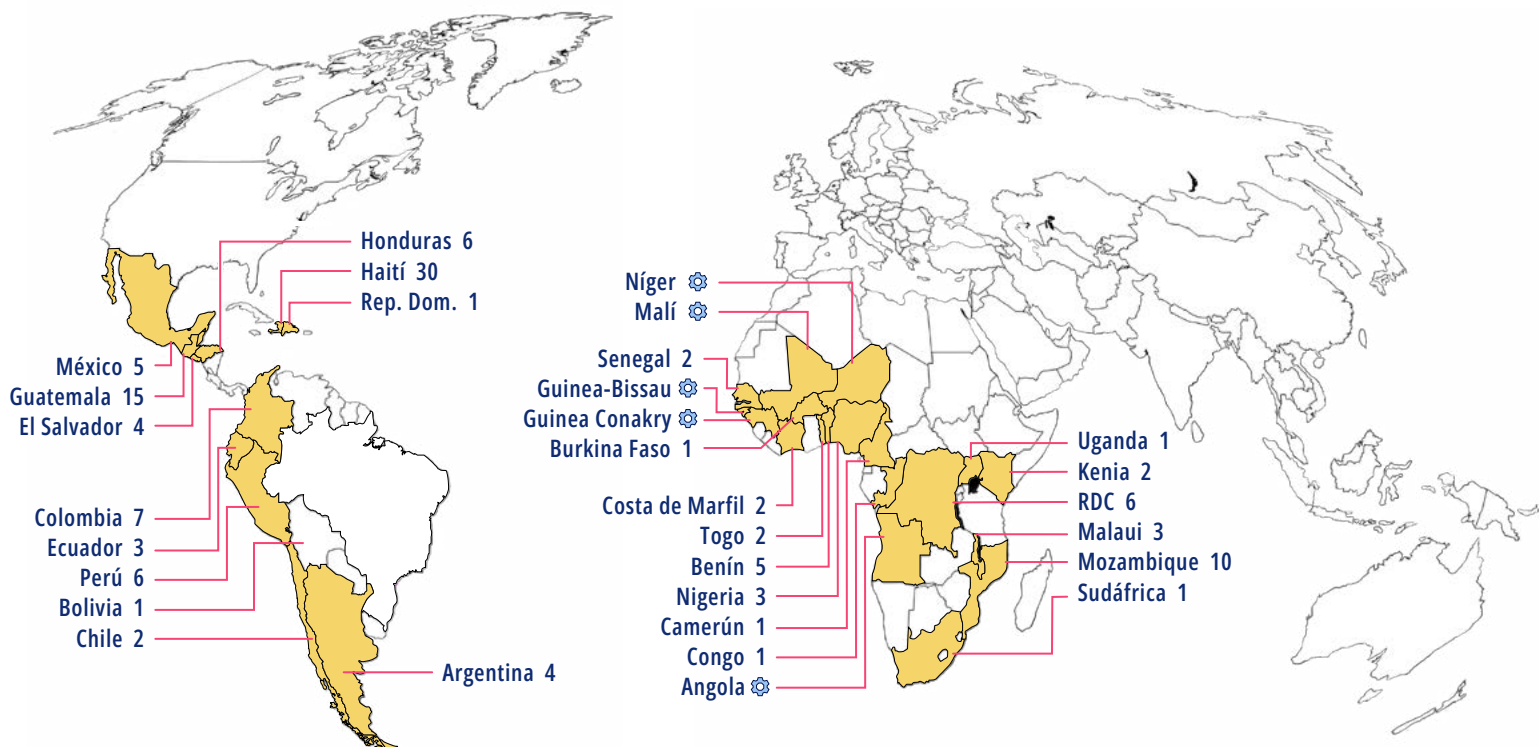 Honduras 6
Haití 30
Rep. Dom. 1
México 5
Guatemala 15
El Salvador 4
Colombia 7
Ecuador 3
Perú 6
Bolivia 1
Chile 2
Argentina 4
Níger
Malí
Senegal 2
Guinea-Bissau
Guinea Conakry
Burkina Faso 1
Costa de Marfil 2
Togo 2
Benín 5
Nigeria 3
Camerún 1
Congo 1
Angola
Uganda 1
Kenia 2
RDC 6
Malaui 3
Mozambique 10
Sudáfrica 1